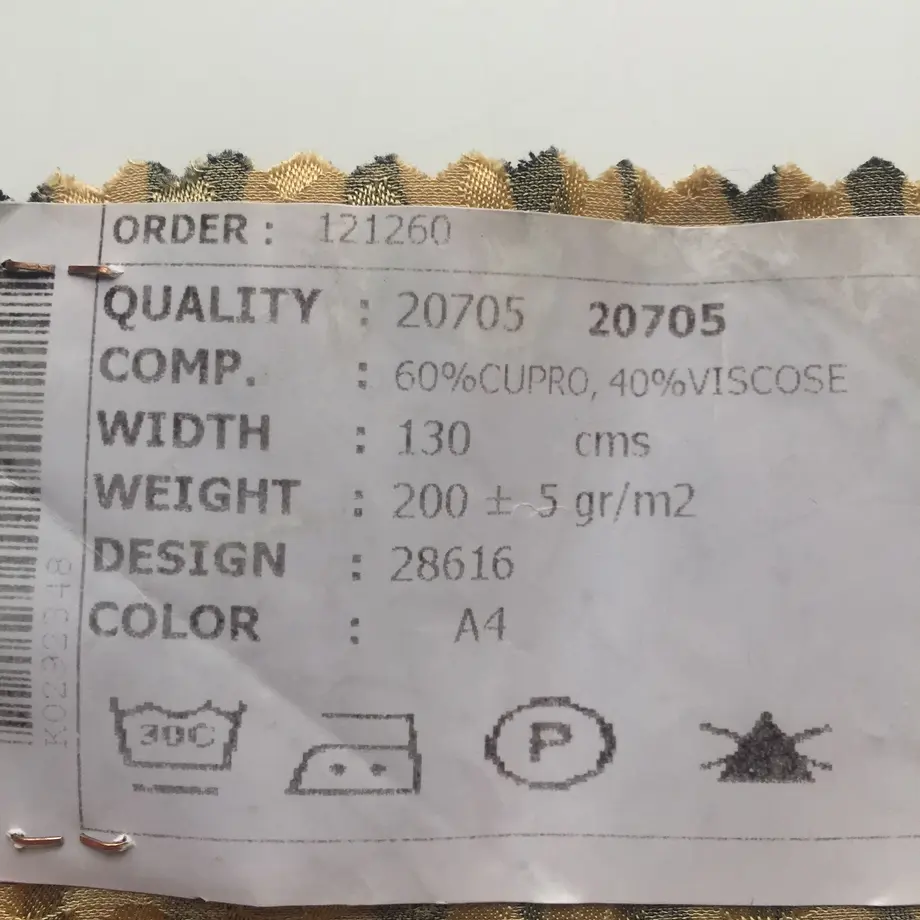 ORDER : 121260
QUALITY : 20705 20705
COMP. : 60%CUPRO, 40%VISCOSE
WIDTH : 130 cms
WEIGHT : 200 ± 5 gr/m2
DESIGN : 28616
COLOR : A4
30C
P
K0292348